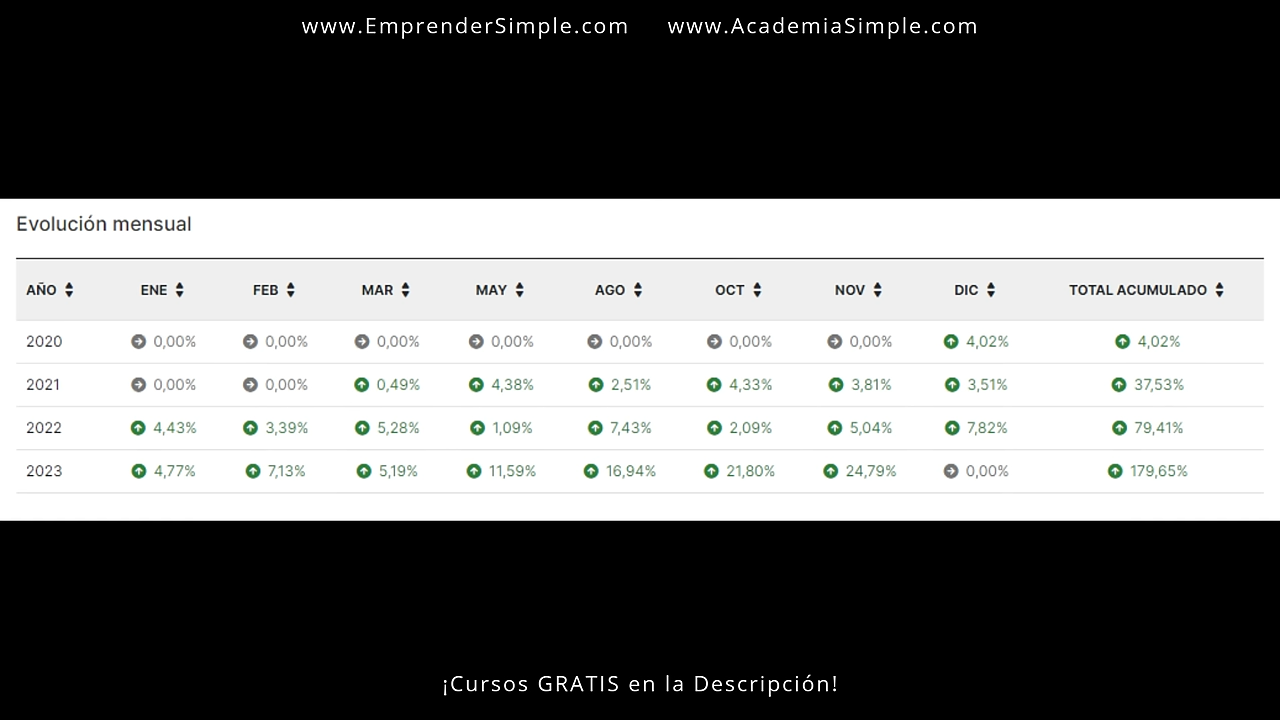 www.EmprenderSimple.com www.AcademiaSimple.com
Evolución mensual
AÑO ENE FEB MAR MAY AGO OCT NOV DIC TOTAL ACUMULADO
2020 0,00% 0,00% 0,00% 0,00% 0,00% 0,00% 0,00% 4,02% 4,02%
2021 0,00% 0,00% 0,49% 4,38% 2,51% 4,33% 3,81% 3,51% 37,53%
2022 4,43% 3,39% 5,28% 1,09% 7,43% 2,09% 5,04% 7,82% 79,41%
2023 4,77% 7,13% 5,19% 11,59% 16,94% 21,80% 24,79% 0,00% 179,65%
¡Cursos GRATIS en la Descripción!